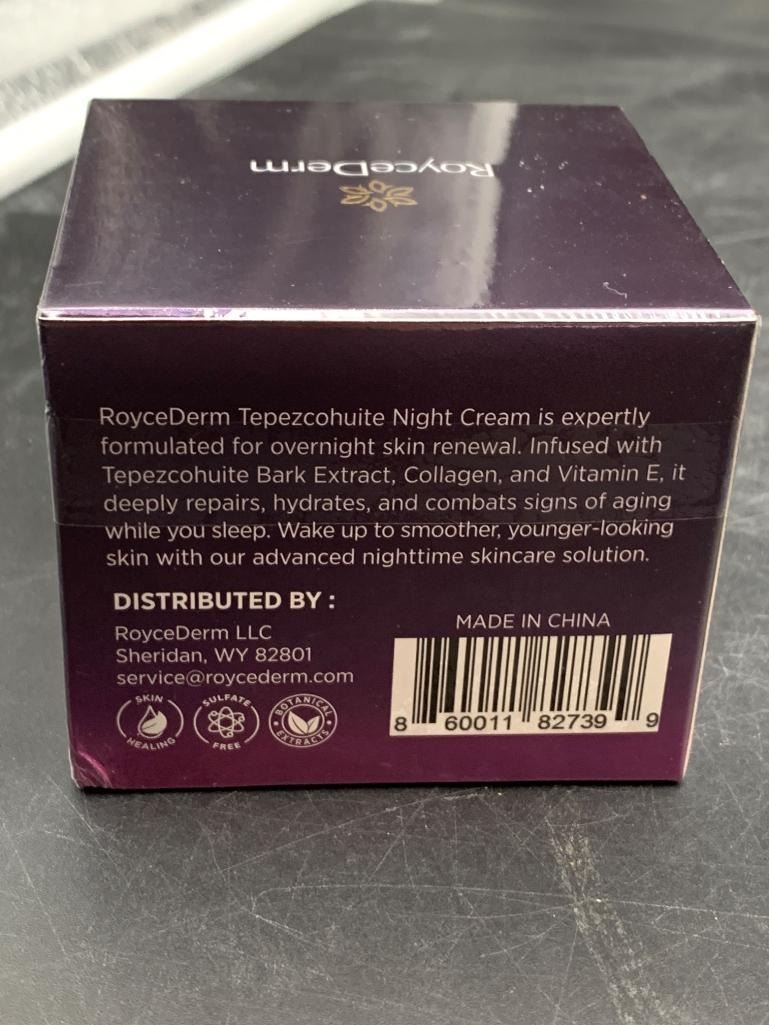 RoyceDerm
RoyceDerm Tepezcohuite Night Cream is expertly
formulated for overnight skin renewal. Infused with
Tepezcohuite Bark Extract, Collagen, and Vitamin E, it
deeply repairs, hydrates, and combats signs of aging
while you sleep. Wake up to smoother, younger-looking
skin with our advanced nighttime skincare solution.
DISTRIBUTED BY :
RoyceDerm LLC
Sheridan, WY 82801
service@roycederm.com
MADE IN CHINA
SKIN HEALING
SULFATE FREE
BOTANICAL EXTRACTS
8 60011 82739 9